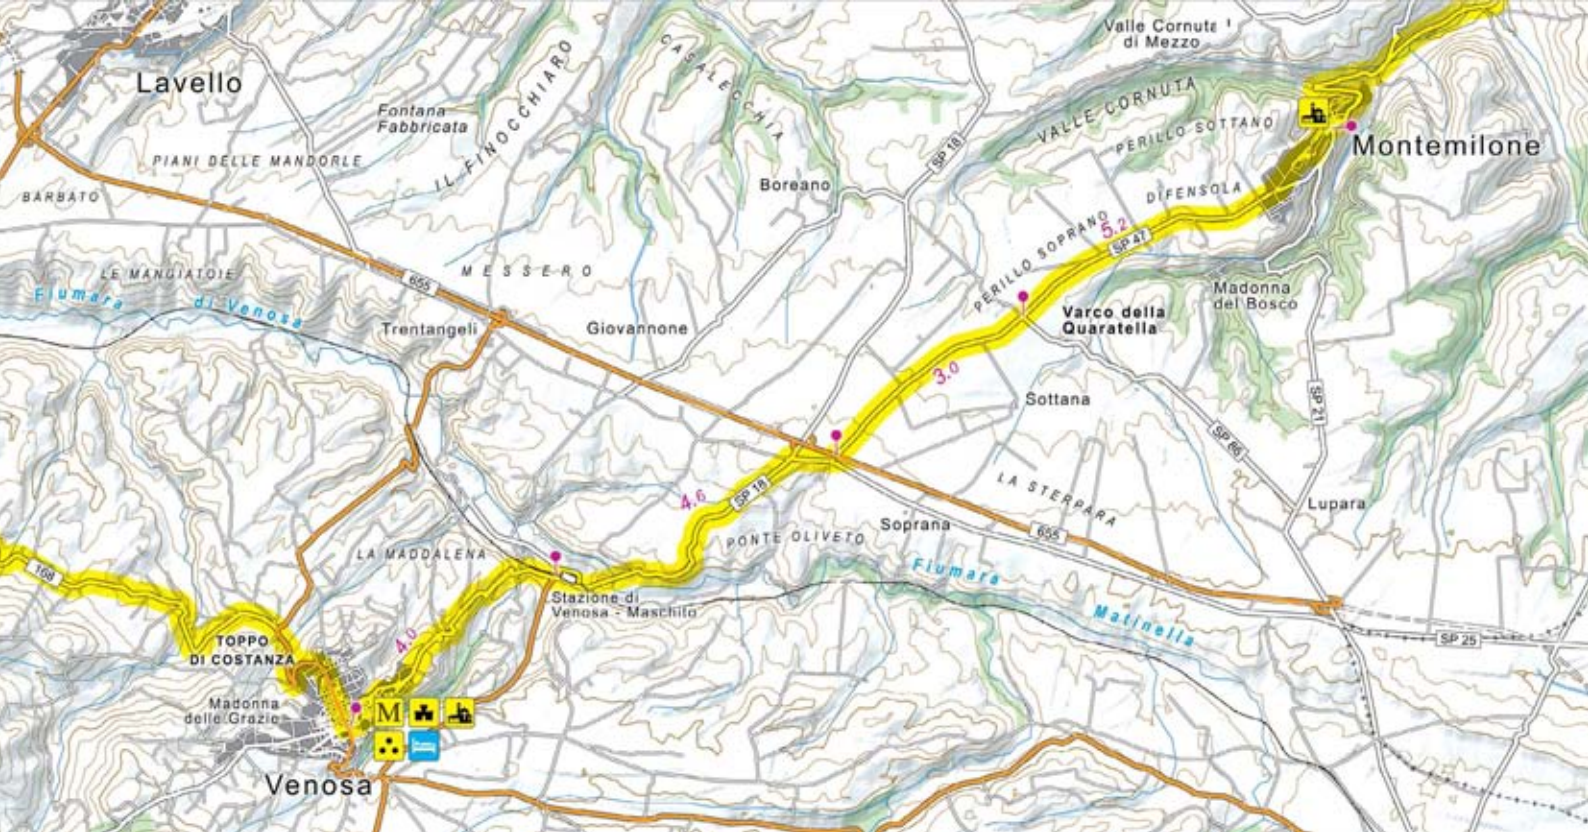 Valle Cornuta
di Mezzo
Lavello
Fontana
Fabbricata
IL FINOCCHIARO
CASALECCHIA
VALLE CORNUTA
PERILLO SOTTANO
Montemilone
PIANI DELLE MANDORLE
SP 18
BARBATO
Boreano
DIFENSOLA
PERILLO SOPRANO
5.2
SP 47
LE MANGIATOIE
655
MESSERO
Madonna
del Bosco
Fiumara di Venosa
Trentangeli
Giovannone
Varco della
Quaratella
3.0
Sottana
SP 21
SP 86
4.6
SP 18
LA STERPARA
Lupara
Soprana
655
PONTE OLIVETO
LA MADDALENA
168
Fiumara Matinella
Stazione di
Venosa - Maschito
SP 25
4.0
TOPPO
DI COSTANZA
Madonna
delle Grazie
M
Venosa